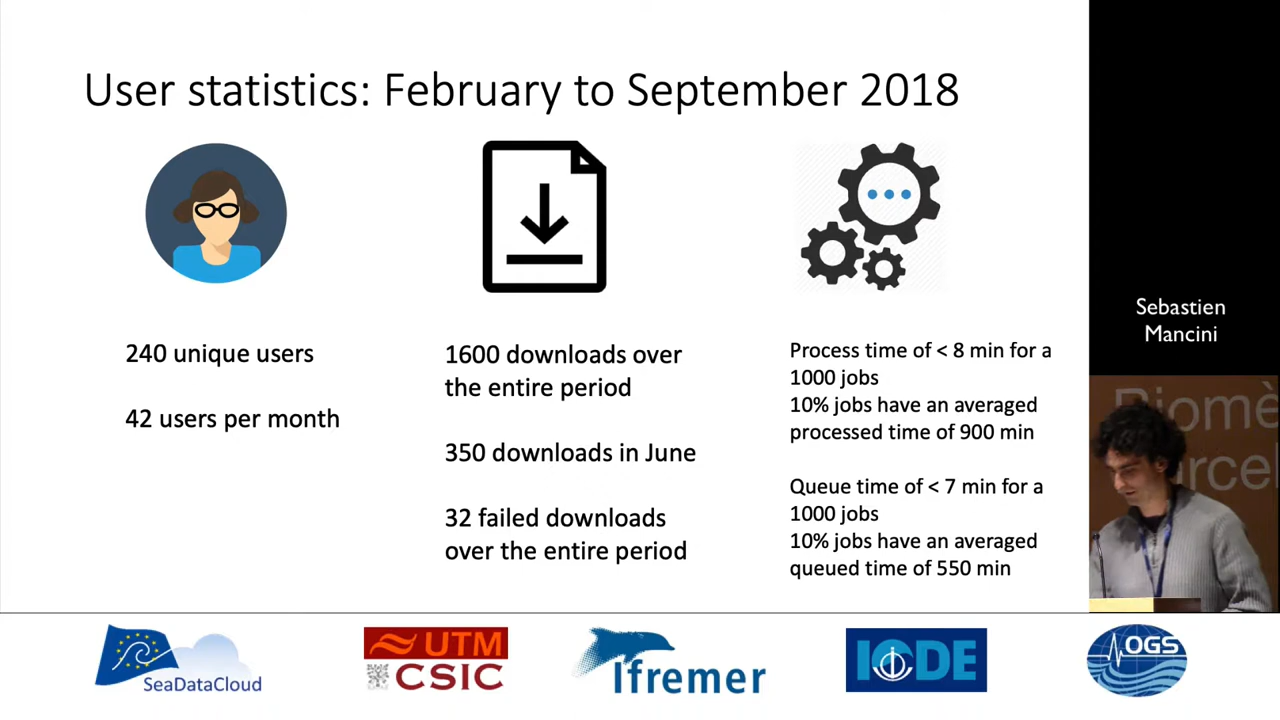 User statistics: February to September 2018
240 unique users
42 users per month
1600 downloads over
the entire period
350 downloads in June
32 failed downloads
over the entire period
Process time of < 8 min for a
1000 jobs
10% jobs have an averaged
processed time of 900 min
Queue time of < 7 min for a
1000 jobs
10% jobs have an averaged
queued time of 550 min
Sebastien
Mancini
Biomè
arcel
SeaDataCloud
UTM
CSIC
Ifremer
IODE
OGS